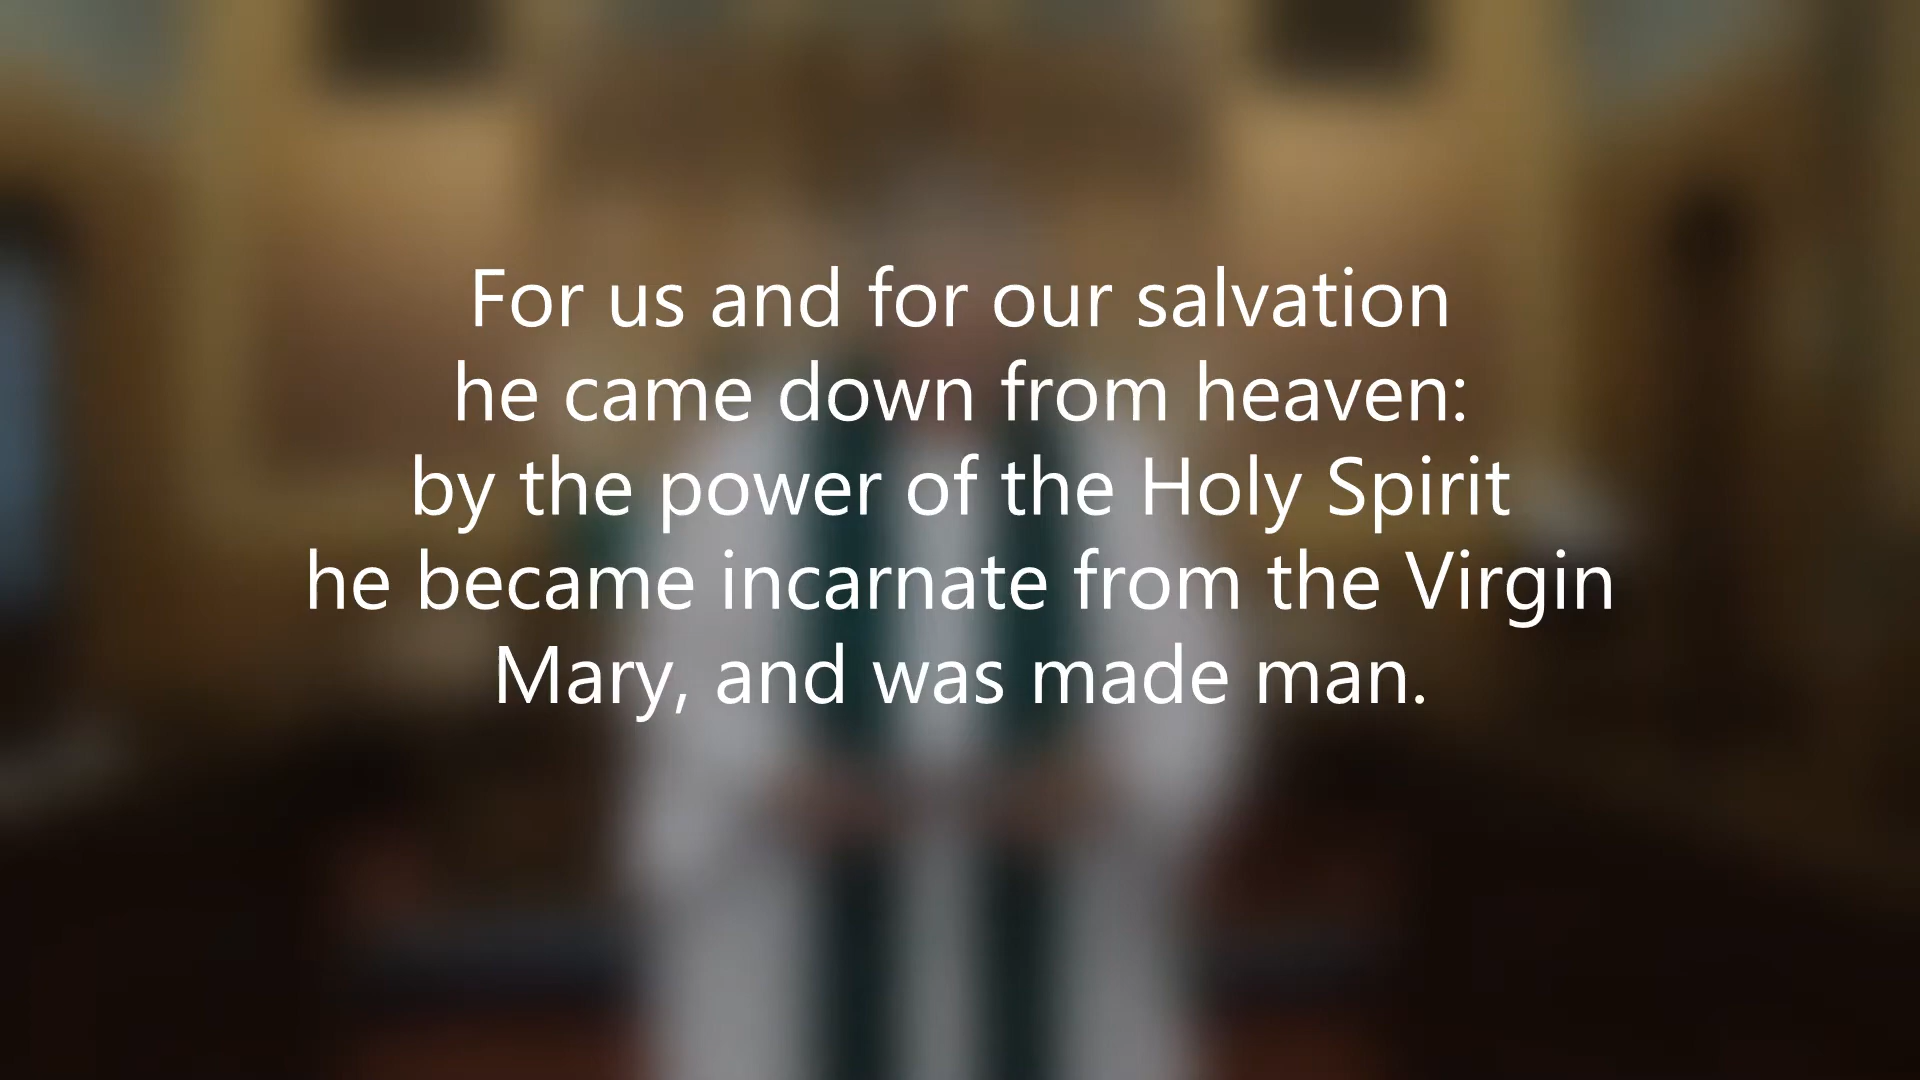 For us and for our salvation
he came down from heaven:
by the power of the Holy Spirit
he became incarnate from the Virgin
Mary, and was made man.